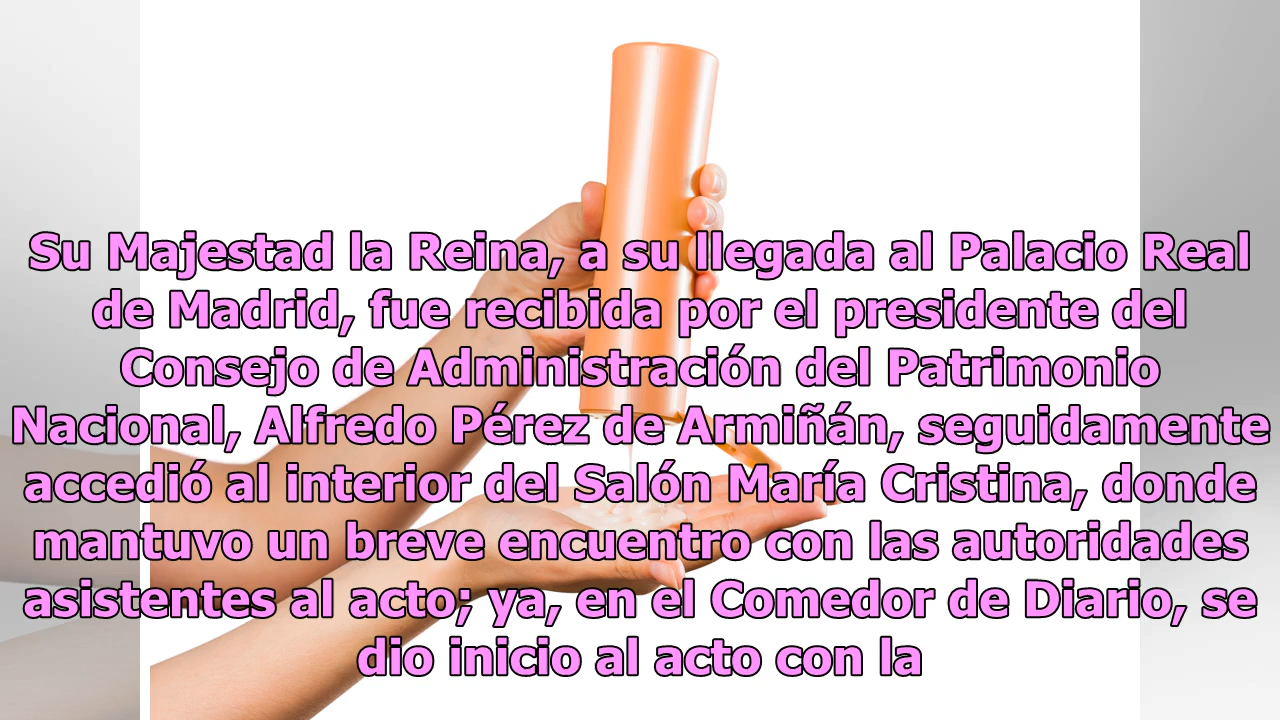 Su Majestad la Reina, a su llegada al Palacio Real
de Madrid, fue recibida por el presidente del
Consejo de Administración del Patrimonio
Nacional, Alfredo Pérez de Armiñán, seguidamente
accedió al interior del Salón María Cristina, donde
mantuvo un breve encuentro con las autoridades
asistentes al acto; ya, en el Comedor de Diario, se
dio inicio al acto con la